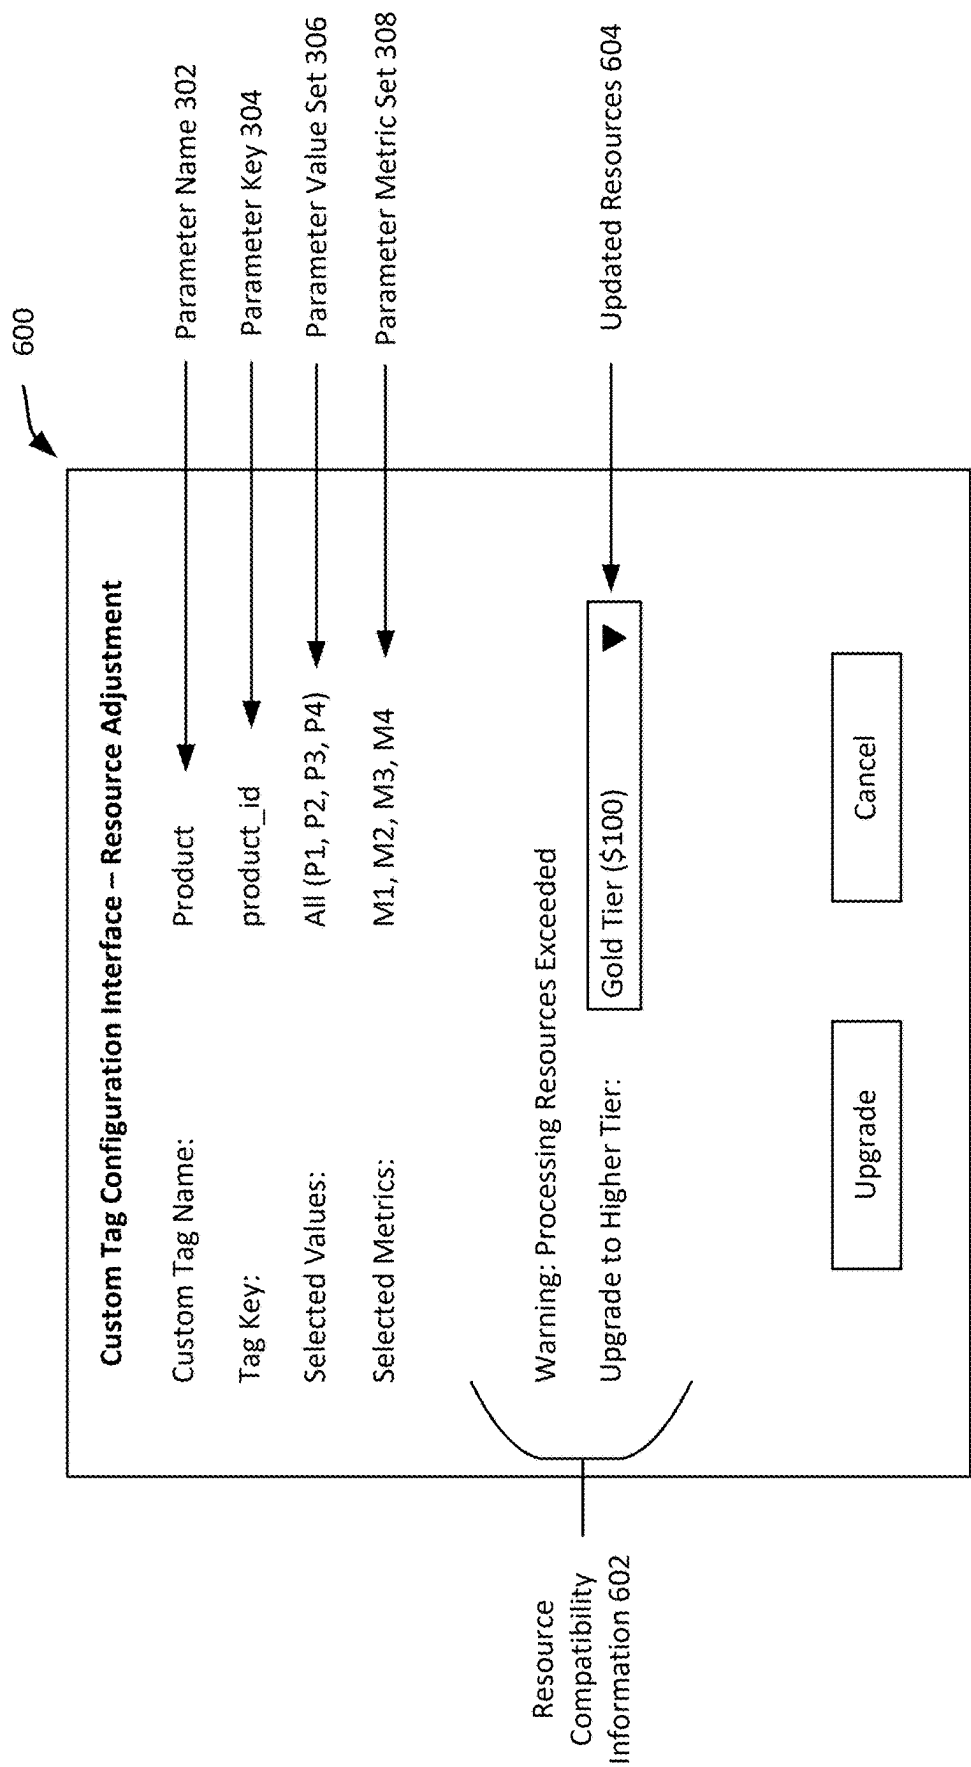 600
Custom Tag Configuration Interface – Resource Adjustment
Custom Tag Name: Product
Parameter Name 302
Tag Key: product_id
Parameter Key 304
Selected Values: All (P1, P2, P3, P4)
Parameter Value Set 306
Selected Metrics: M1, M2, M3, M4
Parameter Metric Set 308
Resource
Compatibility
Information 602
Warning: Processing Resources Exceeded
Upgrade to Higher Tier: Gold Tier ($100)
Updated Resources 604
Upgrade
Cancel